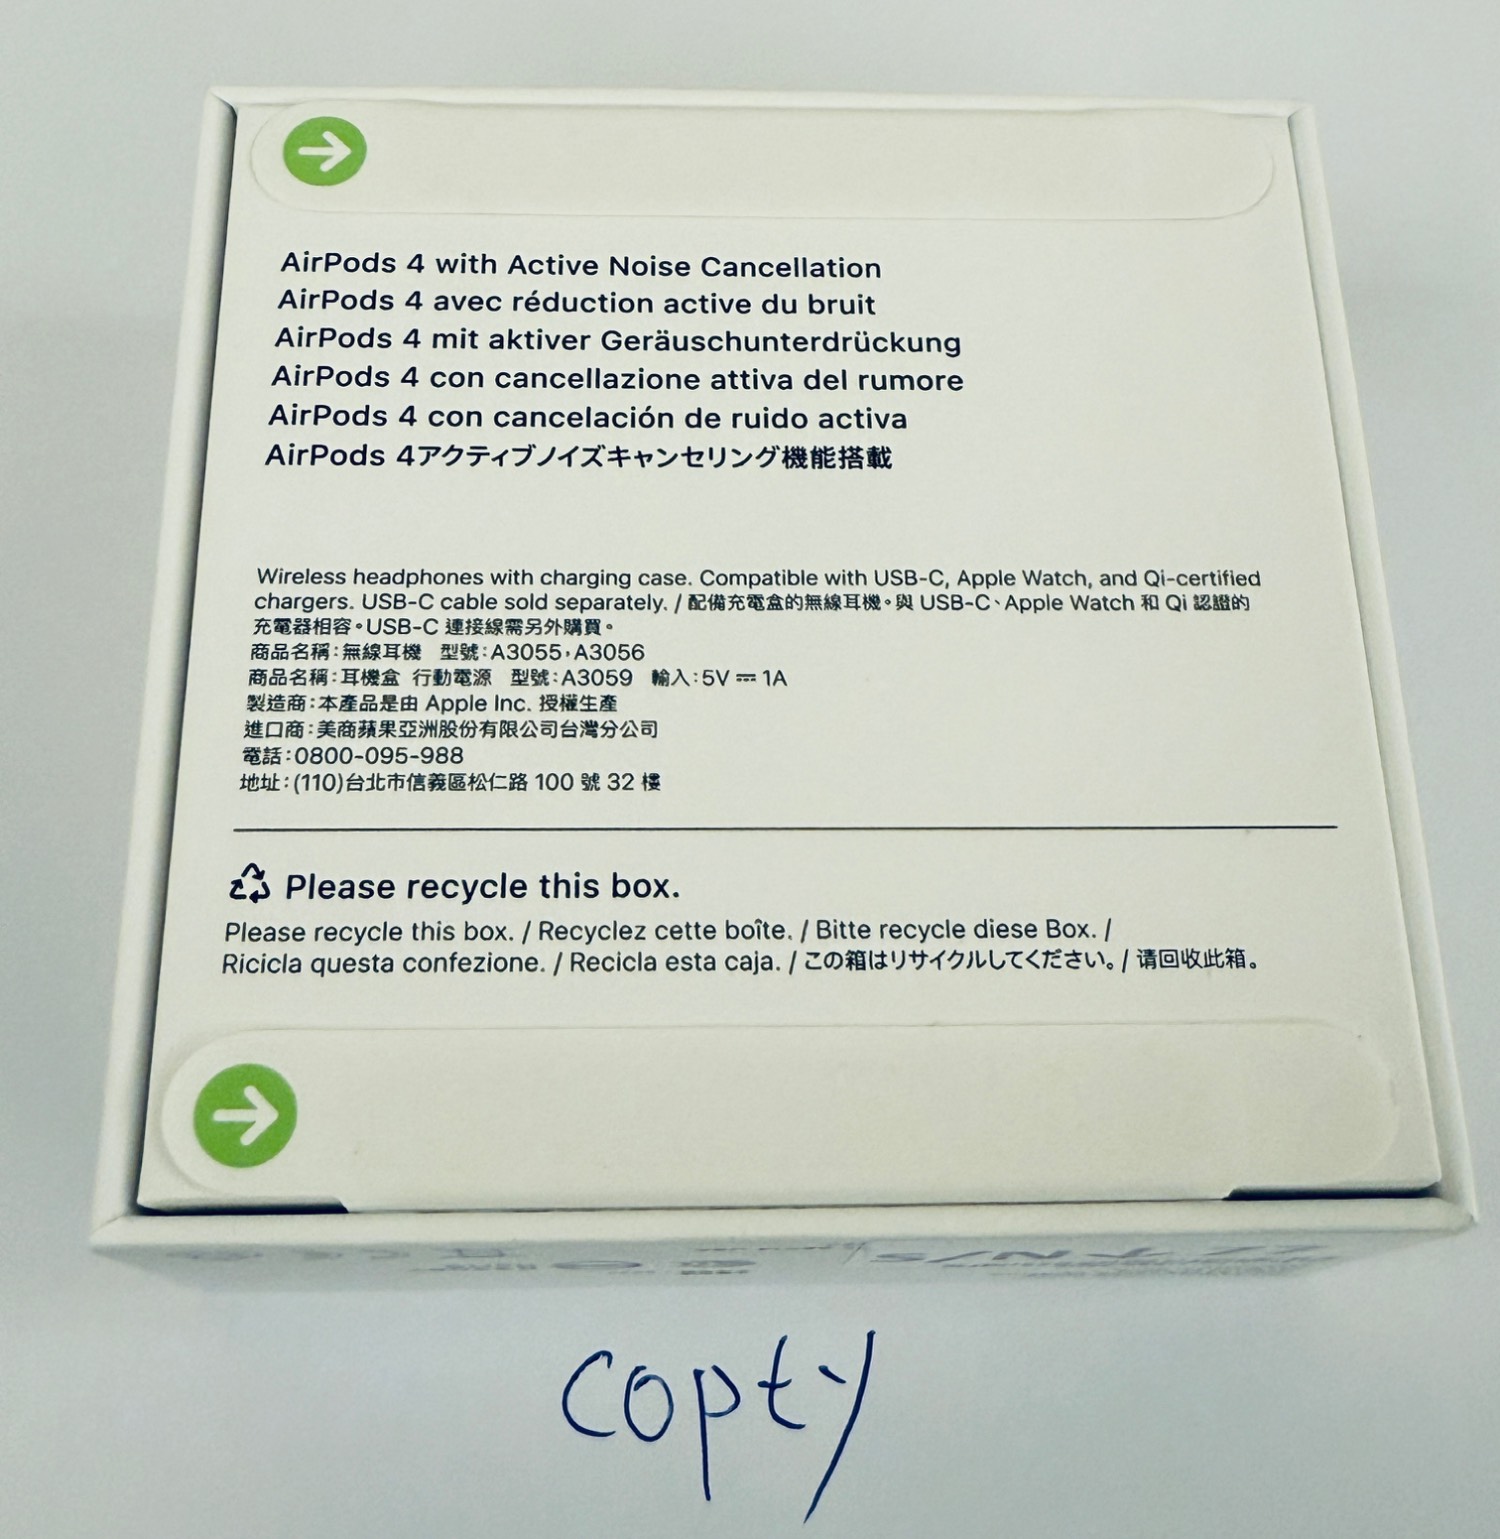 AirPods 4 with Active Noise Cancellation
AirPods 4 avec réduction active du bruit
AirPods 4 mit aktiver Geräuschunterdrückung
AirPods 4 con cancellazione attiva del rumore
AirPods 4 con cancelación de ruido activa
AirPods 4アクティブノイズキャンセリング機能搭載
Wireless headphones with charging case. Compatible with USB-C, Apple Watch, and Qi-certified
chargers. USB-C cable sold separately. / 配備充電盒的無線耳機。與 USB-C、Apple Watch 和 Qi 認證的
充電器相容。USB-C 連接線需另外購買。
商品名稱：無線耳機 型號：A3055，A3056
商品名稱：耳機盒 行動電源 型號：A3059 輸入：5V ⎓ 1A
製造商：本產品是由 Apple Inc. 授權生產
進口商：美商蘋果亞洲股份有限公司台灣分公司
電話：0800-095-988
地址：(110)台北市信義區松仁路 100 號 32 樓
Please recycle this box.
Please recycle this box. / Recyclez cette boîte. / Bitte recycle diese Box. /
Ricicla questa confezione. / Recicla esta caja. / この箱はリサイクルしてください。/ 请回收此箱。
copty